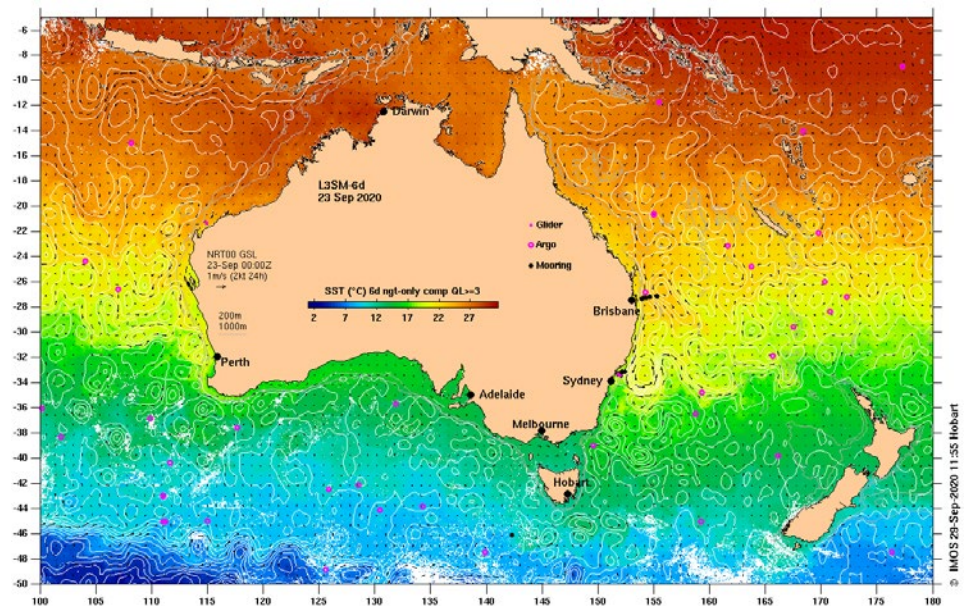 -6
-8
-10
-12
-14
-16
-18
-20
-22
-24
-26
-28
-30
-32
-34
-36
-38
-40
-42
-44
-46
-48
-50
Darwin
L3SM-6d
23 Sep 2020
Glider
Argo
Mooring
NRT00 GSL
23-Sep 00:00Z
1m/s (2kt 24h)
SST (°C) 6d ngt-only comp QL>=3
2 7 12 17 22 27
200m
1000m
Brisbane
Perth
Sydney
Adelaide
Melbourne
Hobart
100 105 110 115 120 125 130 135 140 145 150 155 160 165 170 175 180
© IMOS 29-Sep-2020 11:55 Hobart